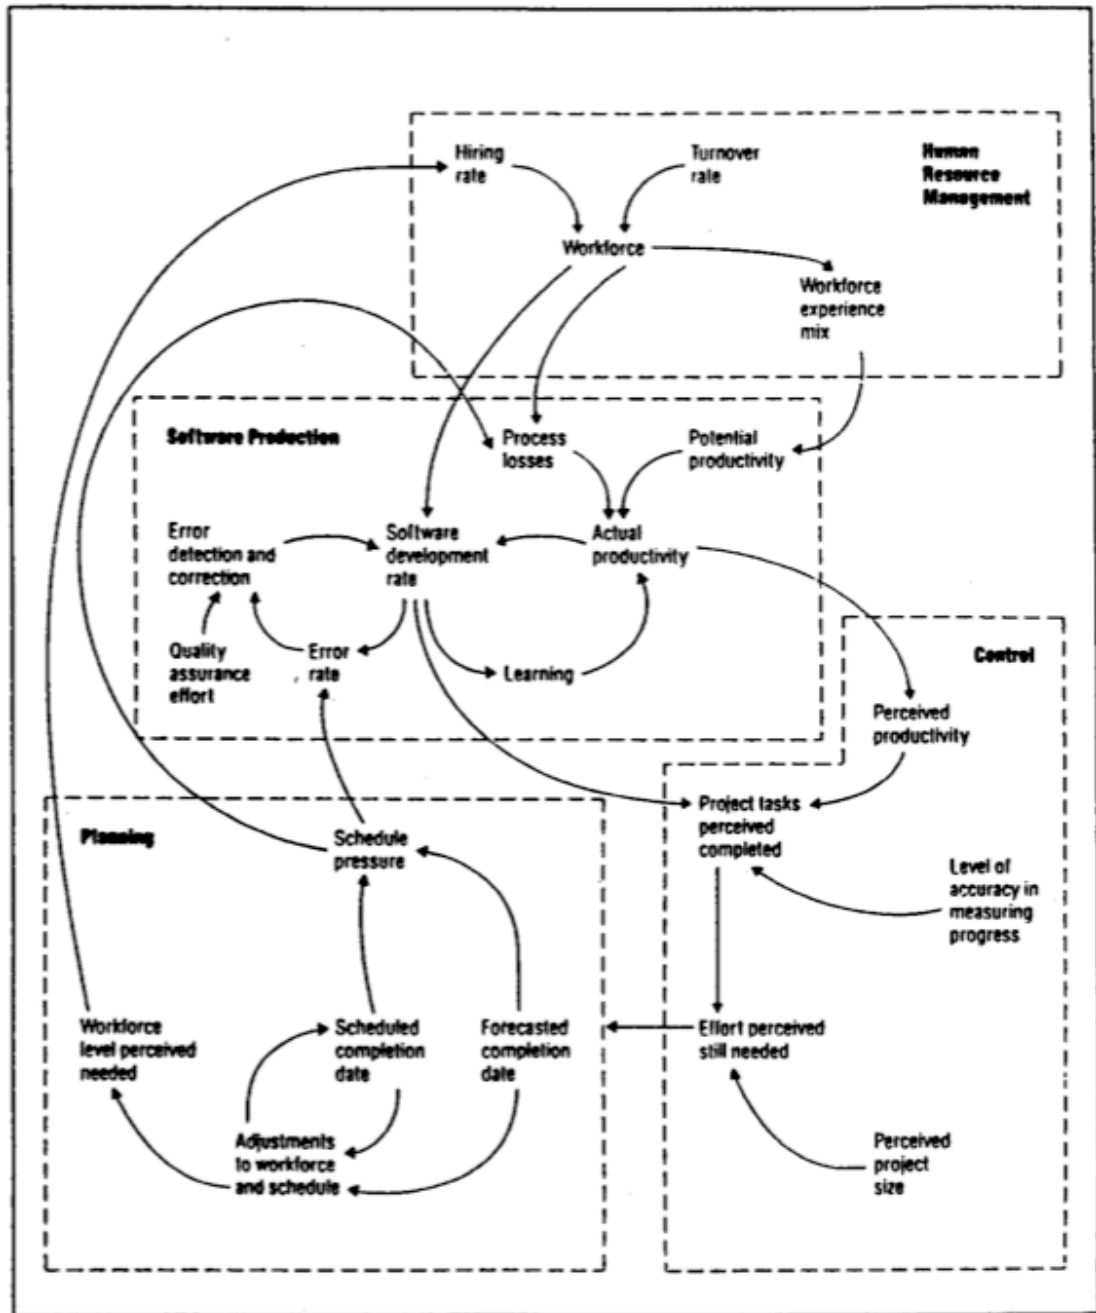 Hiring
rate
Turnover
rate
Human
Resource
Management
Workforce
Workforce
experience
mix
Software Production
Process
losses
Potential
productivity
Error
detection and
correction
Software
development
rate
Actual
productivity
Quality
assurance
effort
Error
rate
Learning
Control
Perceived
productivity
Planning
Schedule
pressure
Project tasks
perceived
completed
Level of
accuracy in
measuring
progress
Workforce
level perceived
needed
Scheduled
completion
date
Forecasted
completion
date
Effort perceived
still needed
Adjustments
to workforce
and schedule
Perceived
project
size